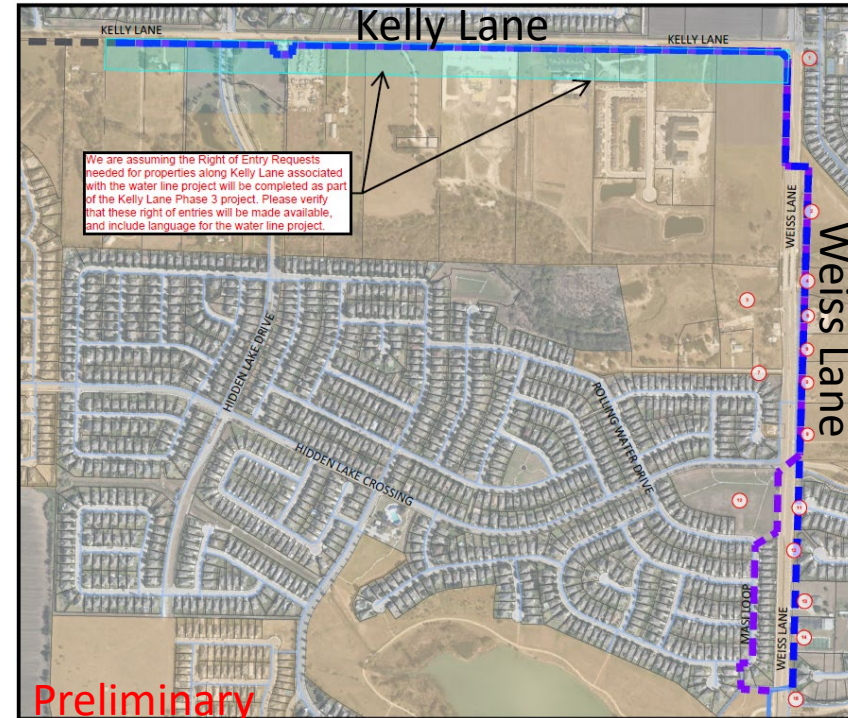 Kelly Lane
KELLY LANE
KELLY LANE
We are assuming the Right of Entry Requests
needed for properties along Kelly Lane associated
with the water line project will be completed as part
of the Kelly Lane Phase 3 project. Please verify
that these right of entries will be made available,
and include language for the water line project.
WEISS LANE
Weiss Lane
HIDDEN LAKE DRIVE
ROLLING WATER DRIVE
HIDDEN LAKE CROSSING
MASI LOOP
WEISS LANE
Preliminary